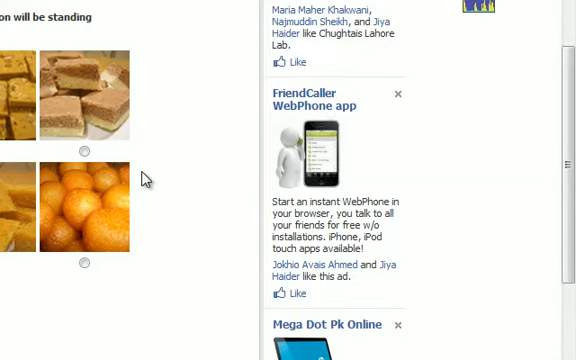 on will be standing
Maria Maher Khakwani,
Najmuddin Sheikh, and Jiya
Haider like Chughtais Lahore
Lab.
Like
FriendCaller
WebPhone app
Start an instant WebPhone in
your browser, you talk to all
your friends for free w/o
installations. iPhone, iPod
touch apps available!
Jokhio Avais Ahmed and Jiya
Haider like this ad.
Like
Mega Dot Pk Online